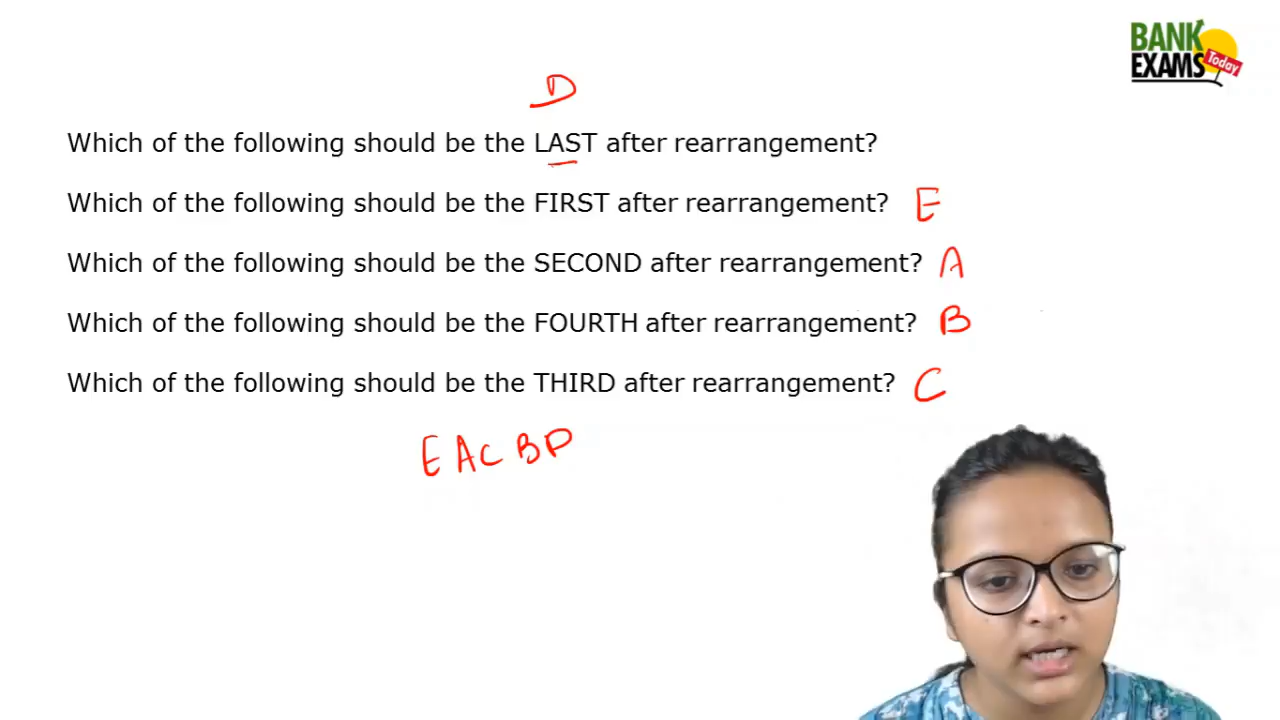 BANK
EXAMS Today
D
Which of the following should be the LAST after rearrangement?
Which of the following should be the FIRST after rearrangement? E
Which of the following should be the SECOND after rearrangement? A
Which of the following should be the FOURTH after rearrangement? B
Which of the following should be the THIRD after rearrangement? C
E A C B D